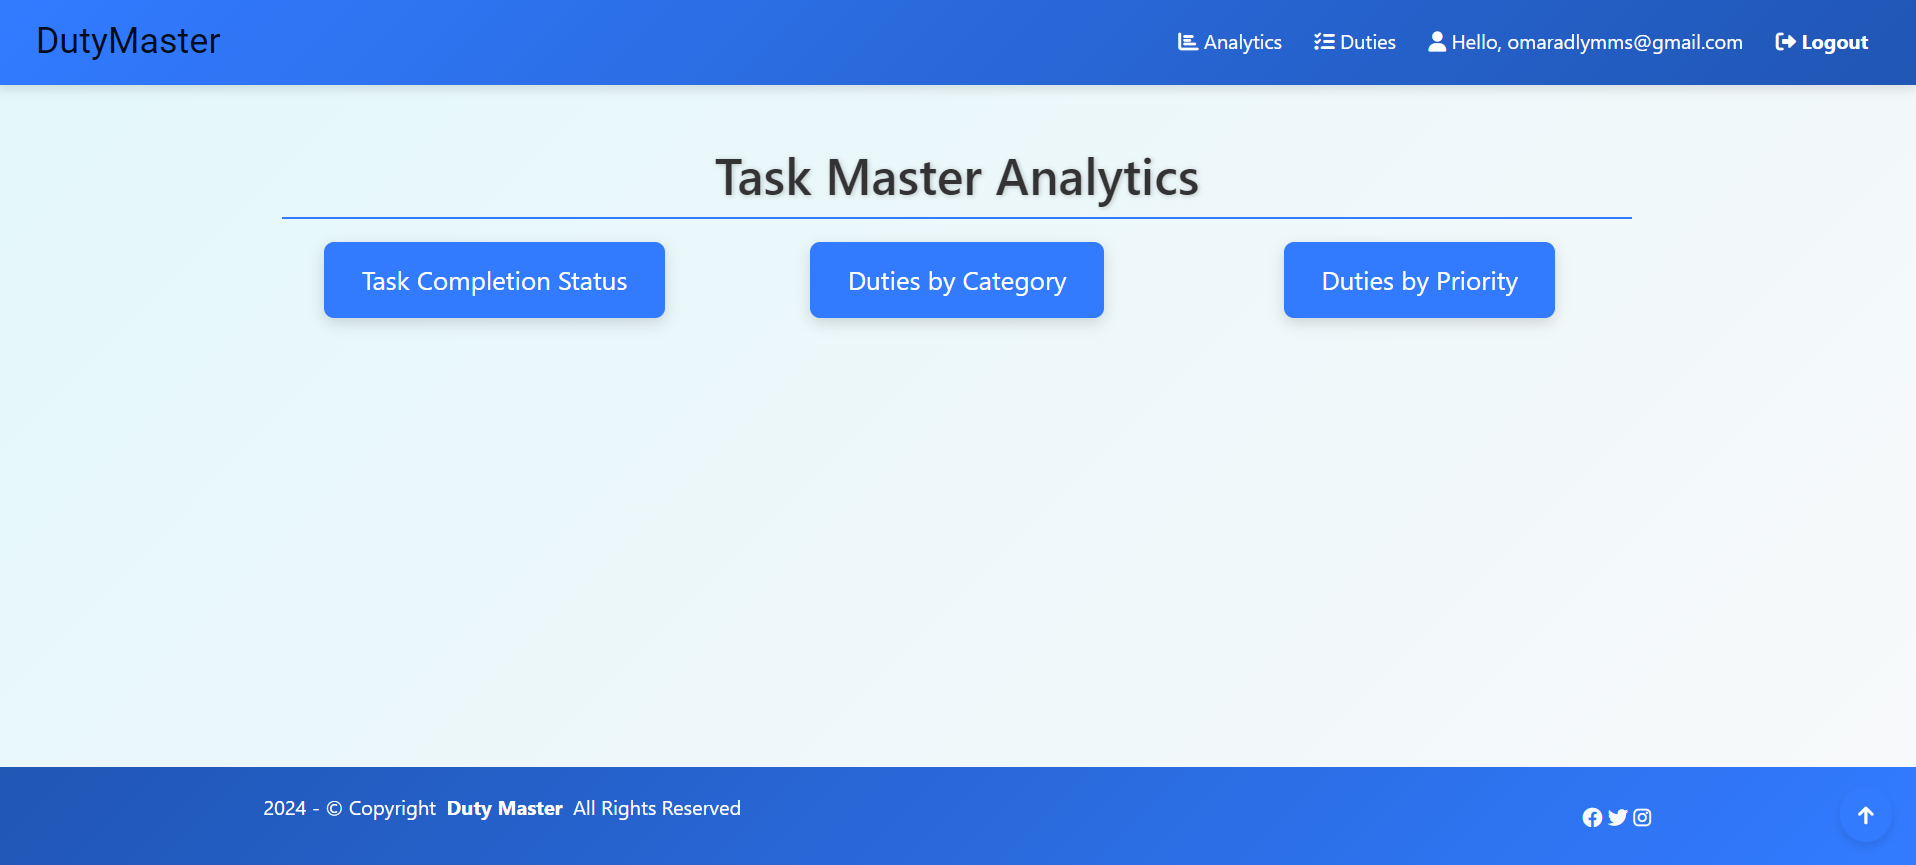 DutyMaster
Analytics
Duties
Hello, omaradlymms@gmail.com
Logout
Task Master Analytics
Task Completion Status
Duties by Category
Duties by Priority
2024 - © Copyright Duty Master All Rights Reserved